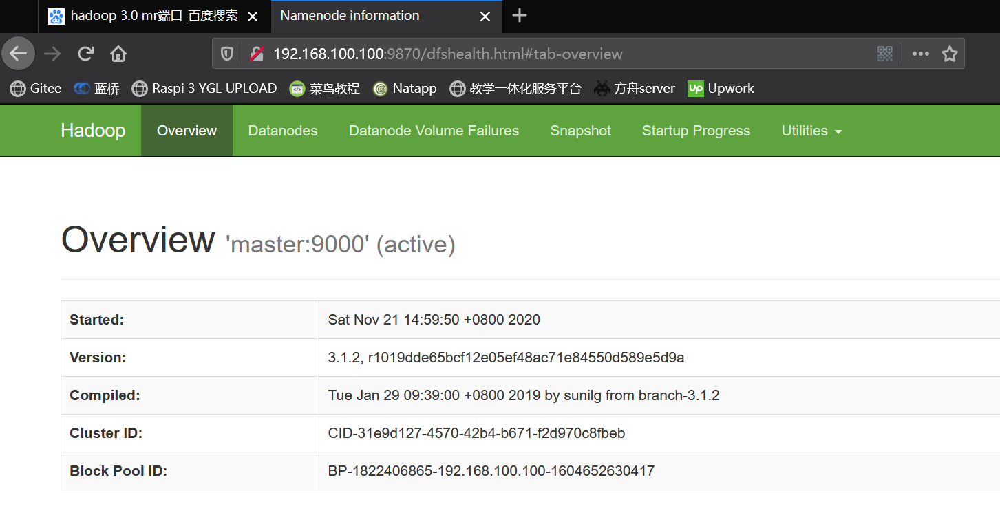 hadoop 3.0 mr端口_百度搜索 Namenode information
192.168.100.100:9870/dfshealth.html#tab-overview
Gitee 蓝桥 Raspi 3 YGL UPLOAD 菜鸟教程 Natapp 教学一体化服务平台 方舟server Up Upwork
Hadoop Overview Datanodes Datanode Volume Failures Snapshot Startup Progress Utilities
Overview 'master:9000' (active)
Started: Sat Nov 21 14:59:50 +0800 2020
Version: 3.1.2, r1019dde65bcf12e05ef48ac71e84550d589e5d9a
Compiled: Tue Jan 29 09:39:00 +0800 2019 by sunilg from branch-3.1.2
Cluster ID: CID-31e9d127-4570-42b4-b671-f2d970c8fbeb
Block Pool ID: BP-1822406865-192.168.100.100-1604652630417